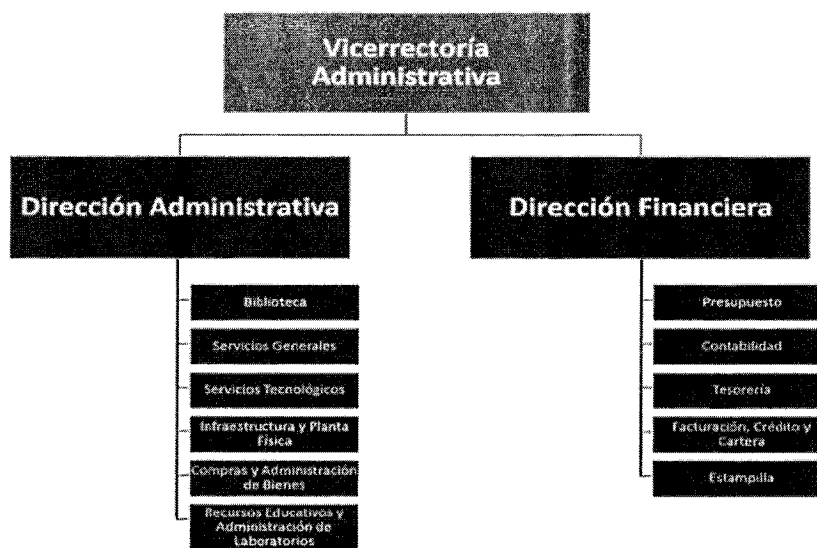 Vicerrectoría
Administrativa
Dirección Administrativa
Biblioteca
Servicios Generales
Servicios Tecnológicos
Infraestructura y Planta
Física
Compras y Administración
de Bienes
Recursos Educativos y
Administración de
Laboratorios
Dirección Financiera
Presupuesto
Contabilidad
Tesorería
Facturación, Crédito y
Cartera
Estampilla